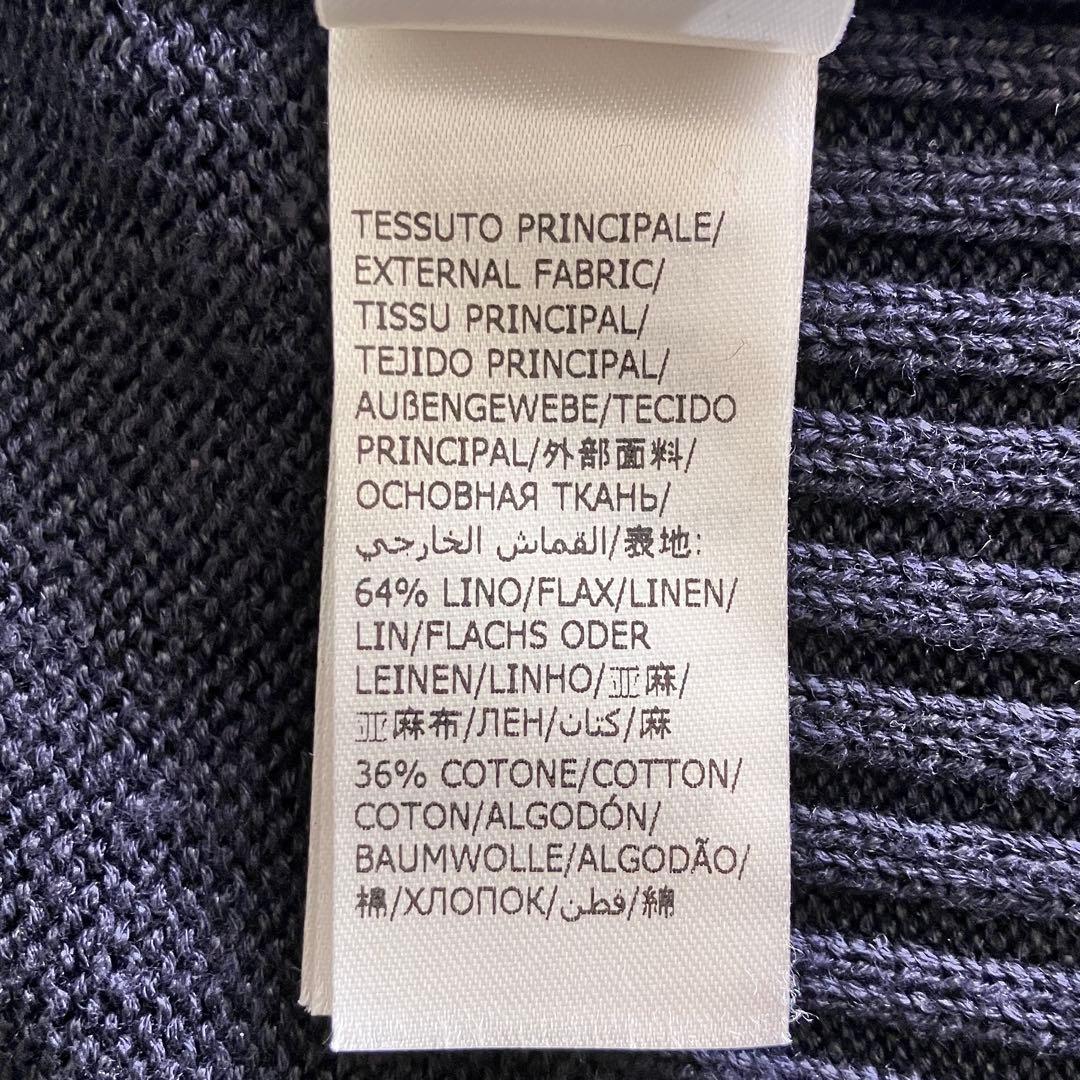 TESSUTO PRINCIPALE/
EXTERNAL FABRIC/
TISSU PRINCIPAL/
TEJIDO PRINCIPAL/
AUßENGEWEBE/TECIDO
PRINCIPAL/外部面料/
ОСНОВНАЯ ТКАНЬ/
القماش الخارجي/表地:
64% LINO/FLAX/LINEN/
LIN/FLACHS ODER
LEINEN/LINHO/亚麻/
亚麻布/ЛЕН/كتان/麻
36% COTONE/COTTON/
COTON/ALGODÓN/
BAUMWOLLE/ALGODÃO/
棉/ХЛОПОК/قطن/綿